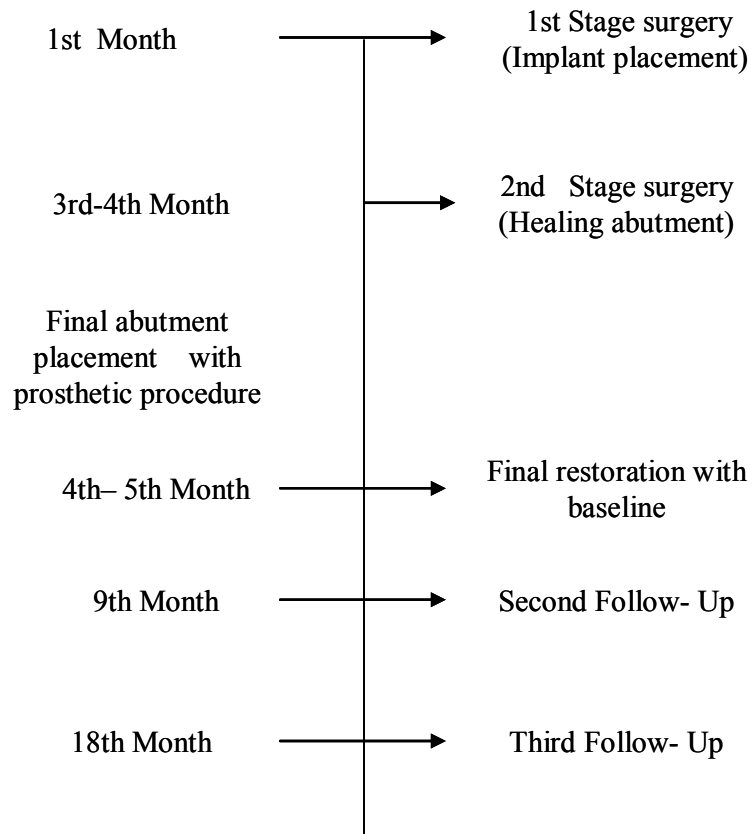 1st Month
1st Stage surgery
(Implant placement)
3rd-4th Month
2nd Stage surgery
(Healing abutment)
Final abutment
placement with
prosthetic procedure
4th– 5th Month
Final restoration with
baseline
9th Month
Second Follow- Up
18th Month
Third Follow- Up